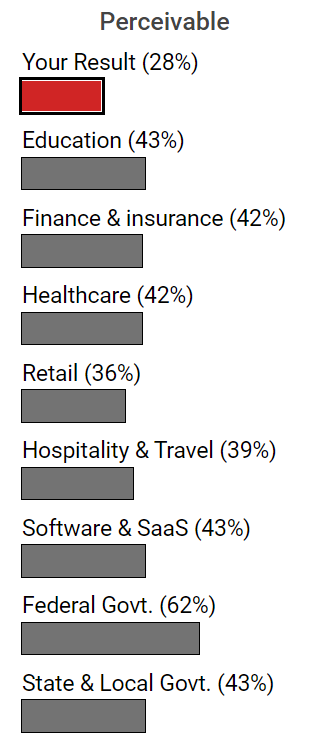 Perceivable
Your Result (28%)
Education (43%)
Finance & insurance (42%)
Healthcare (42%)
Retail (36%)
Hospitality & Travel (39%)
Software & SaaS (43%)
Federal Govt. (62%)
State & Local Govt. (43%)